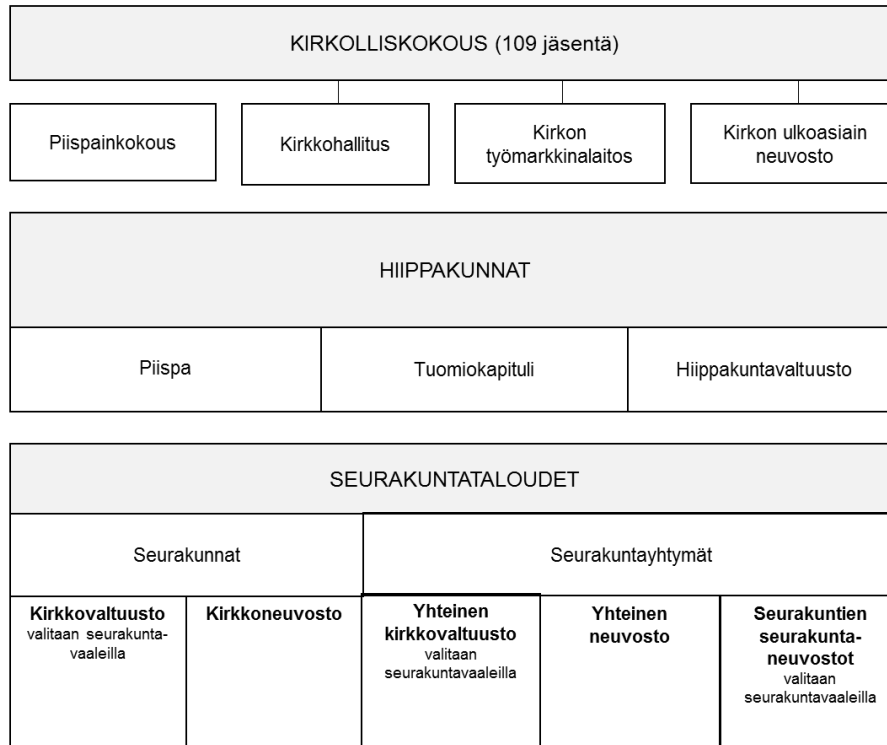 KIRKOLLISKOKOUS (109 jäsentä)
Piispainkokous
Kirkkohallitus
Kirkon
työmarkkinalaitos
Kirkon ulkoasiain
neuvosto
HIIPPAKUNNAT
Piispa
Tuomiokapituli
Hiippakuntavaltuusto
SEURAKUNTATALOUDET
Seurakunnat
Seurakuntayhtymät
Kirkkovaltuusto
valitaan seurakunta-
vaaleilla
Kirkkoneuvosto
Yhteinen
kirkkovaltuusto
valitaan
seurakuntavaaleilla
Yhteinen
neuvosto
Seurakuntien
seurakunta-
neuvostot
valitaan
seurakuntavaaleilla